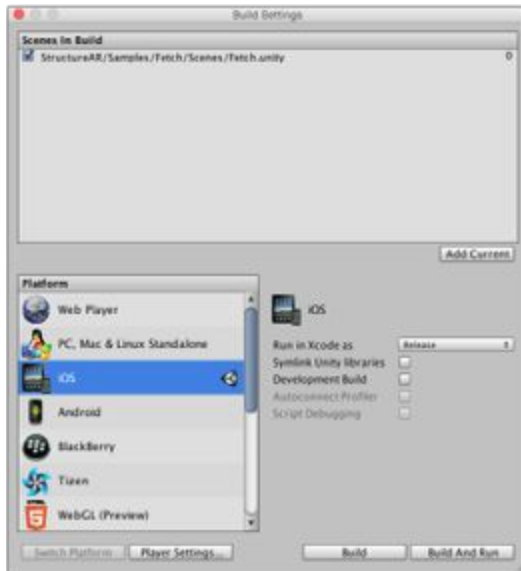 Build Settings
Scenes In Build
StructureAR/Samples/Fetch/Scenes/Fetch.unity 0
Add Current
Platform
Web Player
PC, Mac & Linux Standalone
iOS
Android
BlackBerry
Tizen
WebGL (Preview)
iOS
Run in Xcode as Release
Symlink Unity libraries
Development Build
Autoconnect Profiler
Script Debugging
Switch Platform Player Settings... Build Build And Run